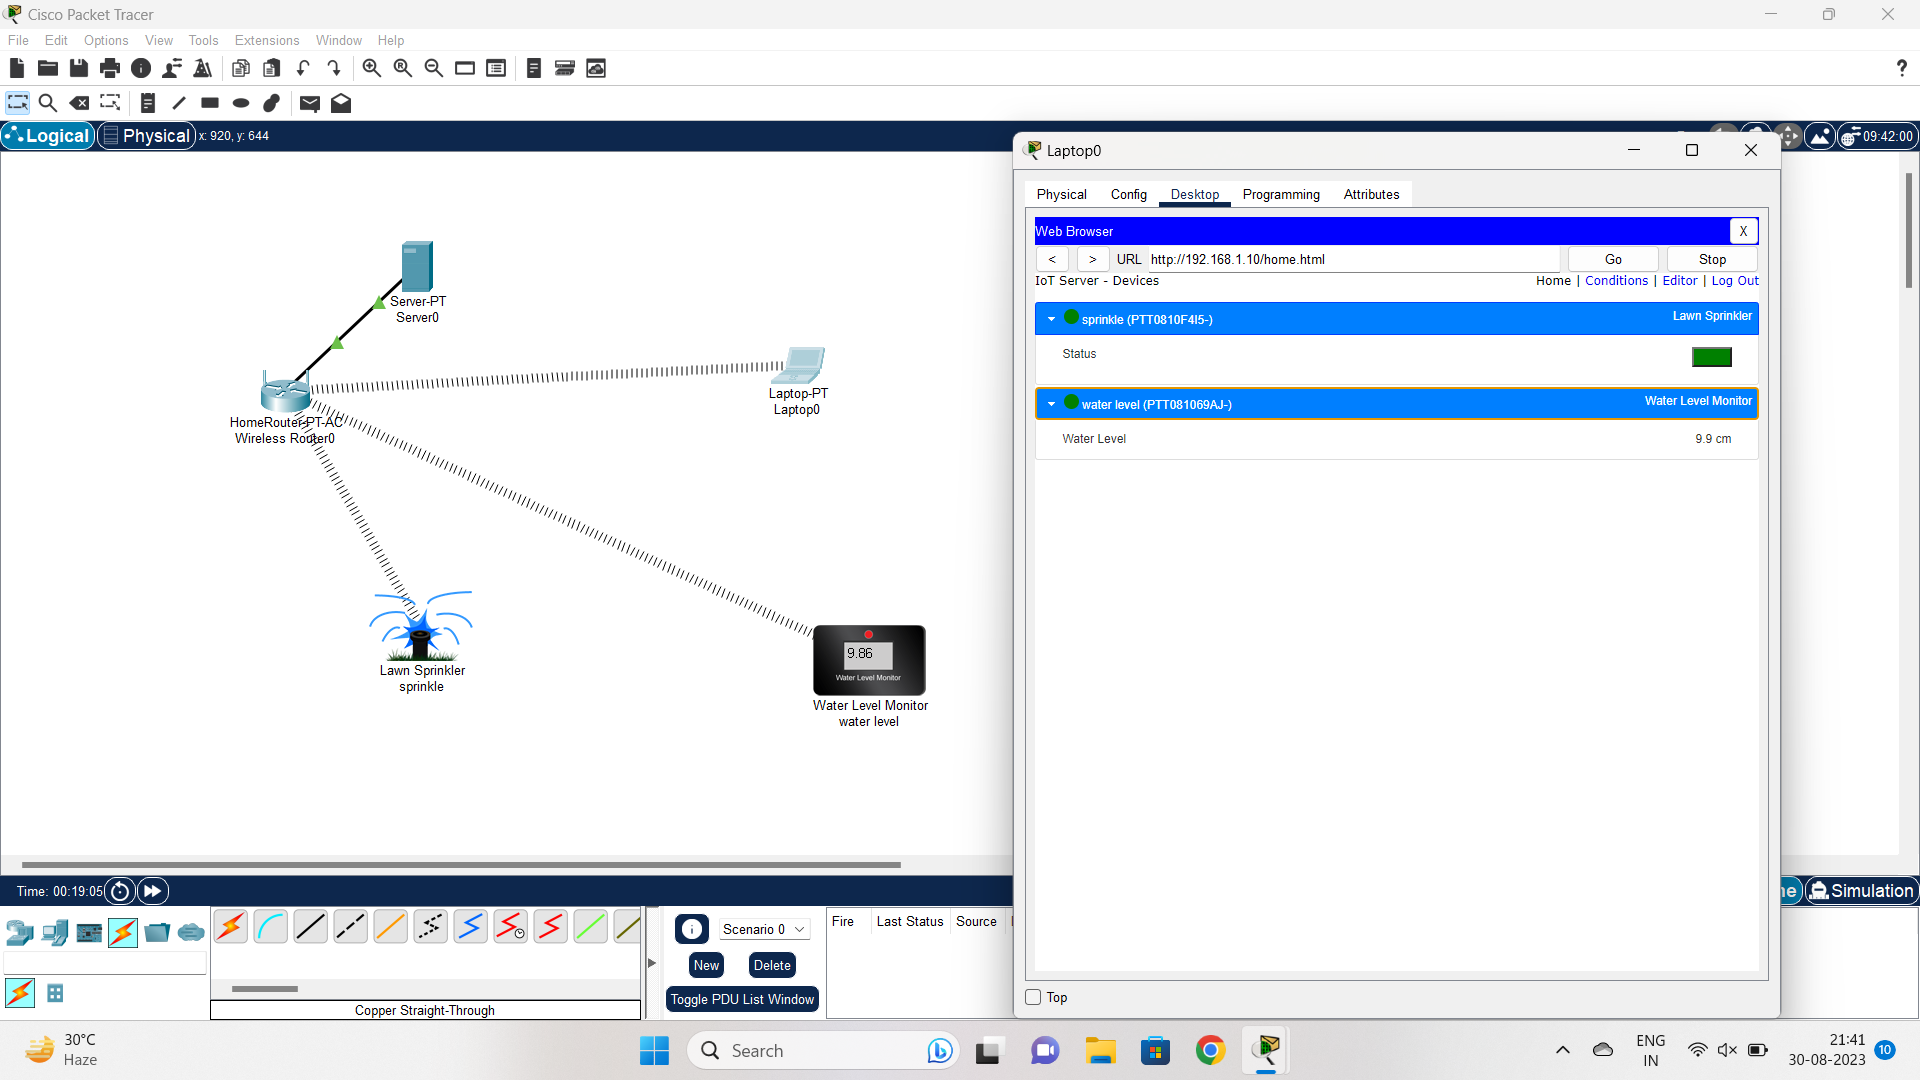 Cisco Packet Tracer
File Edit Options View Tools Extensions Window Help
?
Logical Physical x: 920, y: 644
09:42:00
Server-PT
Server0
HomeRouter-PT-AC
Wireless Router0
Laptop-PT
Laptop0
Lawn Sprinkler
sprinkle
9.86
Water Level Monitor
Water Level Monitor
water level
Laptop0
Physical Config Desktop Programming Attributes
Web Browser X
< > URL http://192.168.1.10/home.html Go Stop
IoT Server - Devices Home | Conditions | Editor | Log Out
sprinkle (PTT0810F4I5-) Lawn Sprinkler
Status
water level (PTT081069AJ-) Water Level Monitor
Water Level 9.9 cm
Top
Time: 00:19:05
Simulation
Scenario 0
New Delete
Toggle PDU List Window
Fire Last Status Source
Copper Straight-Through
30°C
Haze
Search
ENG
IN
21:41
30-08-2023
10